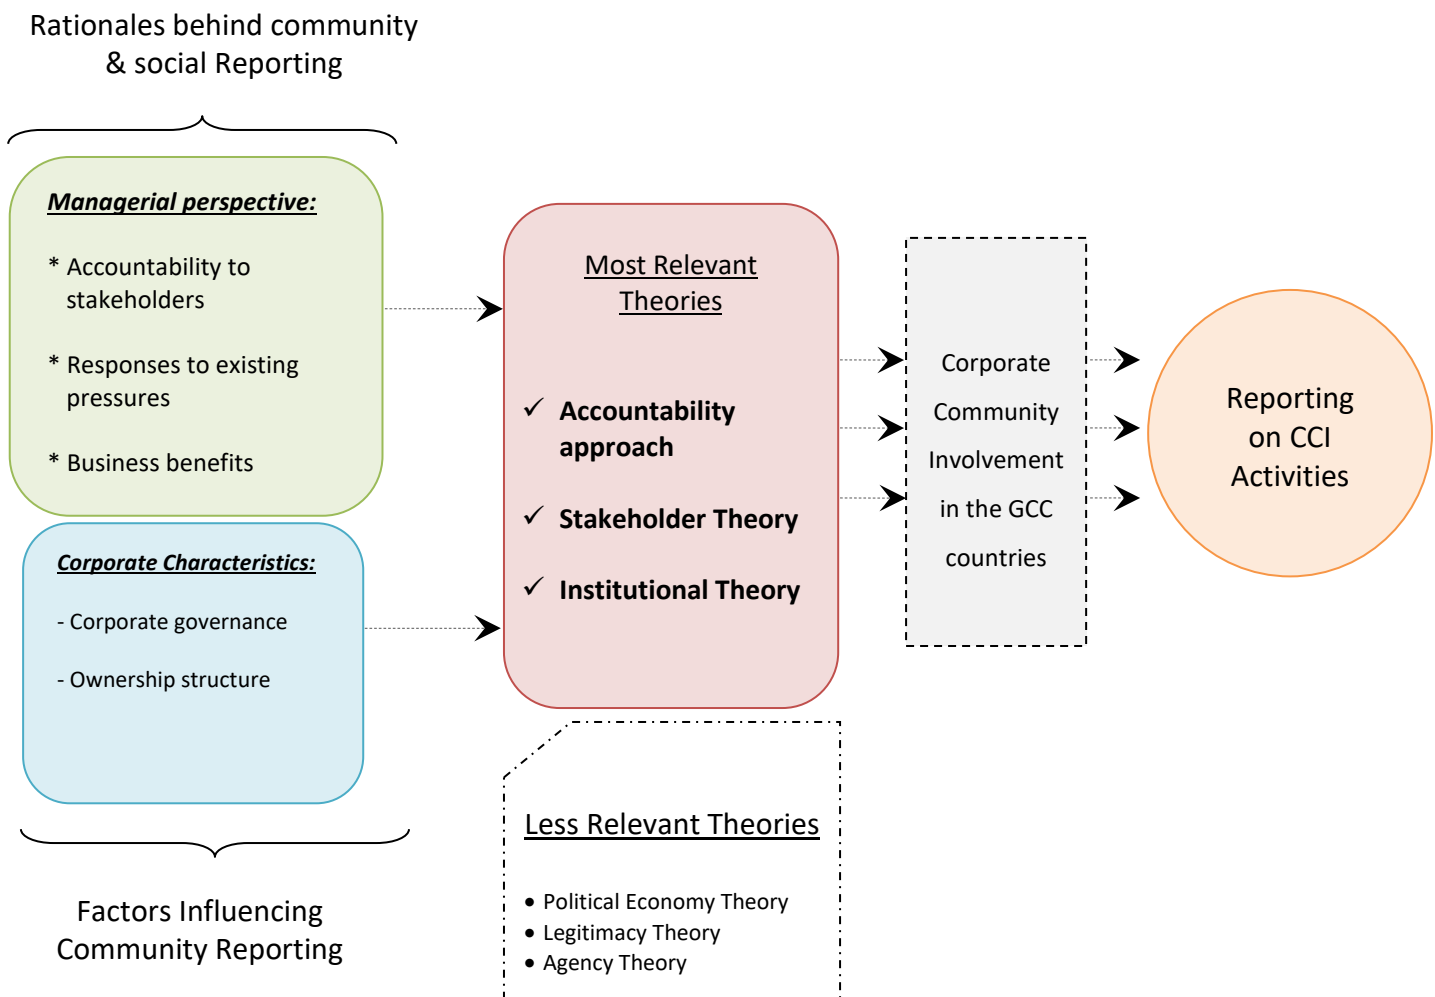 Rationales behind community
& social Reporting
Managerial perspective:
* Accountability to
stakeholders
* Responses to existing
pressures
* Business benefits
Corporate Characteristics:
- Corporate governance
- Ownership structure
Factors Influencing
Community Reporting
Most Relevant
Theories
✓ Accountability
approach
✓ Stakeholder Theory
✓ Institutional Theory
Less Relevant Theories
• Political Economy Theory
• Legitimacy Theory
• Agency Theory
Corporate
Community
Involvement
in the GCC
countries
Reporting
on CCI
Activities